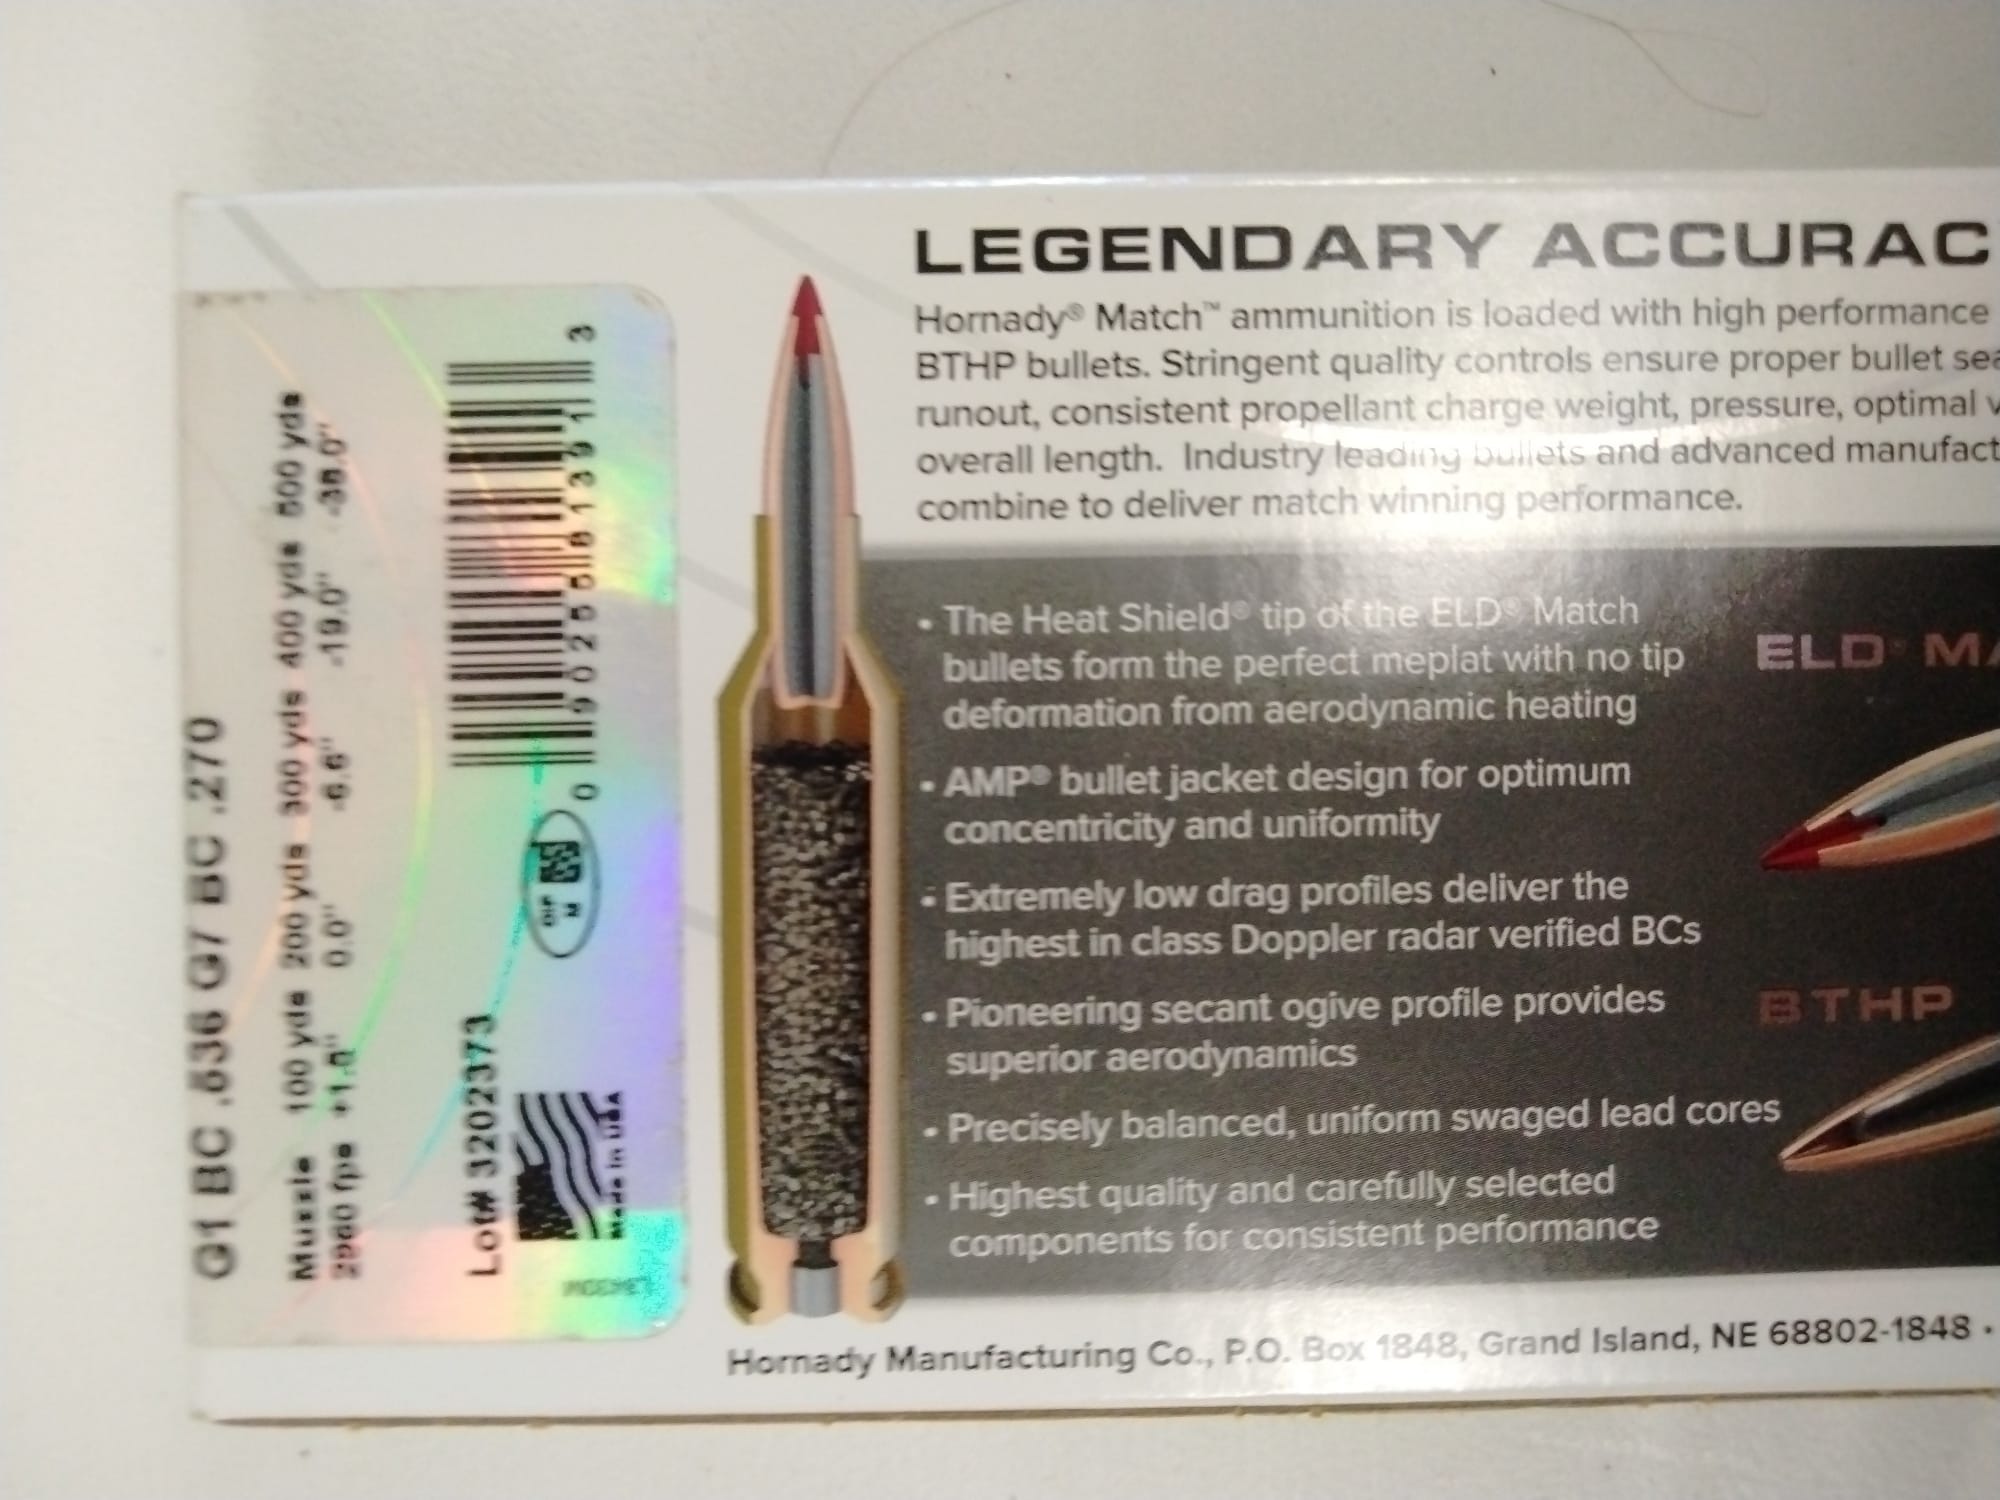 LEGENDARY ACCURAC
Hornady® Match™ ammunition is loaded with high performance
BTHP bullets. Stringent quality controls ensure proper bullet sea
runout, consistent propellant charge weight, pressure, optimal v
overall length. Industry leading bullets and advanced manufact
combine to deliver match winning performance.
• The Heat Shield® tip of the ELD® Match
bullets form the perfect meplat with no tip
deformation from aerodynamic heating
• AMP® bullet jacket design for optimum
concentricity and uniformity
• Extremely low drag profiles deliver the
highest in class Doppler radar verified BCs
• Pioneering secant ogive profile provides
superior aerodynamics
• Precisely balanced, uniform swaged lead cores
• Highest quality and carefully selected
components for consistent performance
ELD® MA
BTHP
Hornady Manufacturing Co., P.O. Box 1848, Grand Island, NE 68802-1848 •
G1 BC .536 G7 BC .270
Muzzle 100 yds 200 yds 300 yds 400 yds 500 yds
2960 fps +1.8" 0.0" -6.6" -19.0" -38.0"
Lot# 3202373
Made in USA
0 90255 81391 3